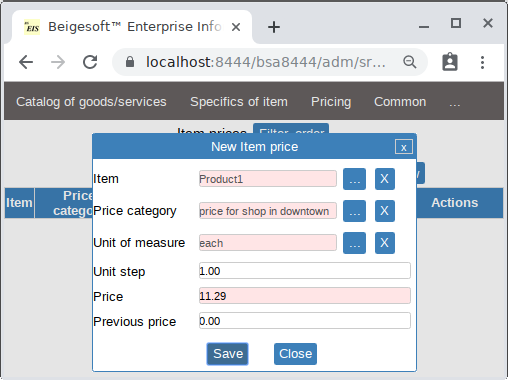 Beigesoft™ Enterprise Info
localhost:8444/bsa8444/adm/sr...
Catalog of goods/services Specifics of item Pricing Common ...
Item prices Filter, order
New Item price x
Item Product1 ... X
Price category price for shop in downtown ... X
Unit of measure each ... X
Unit step 1.00
Price 11.29
Previous price 0.00
Save Close
Item Price Actions